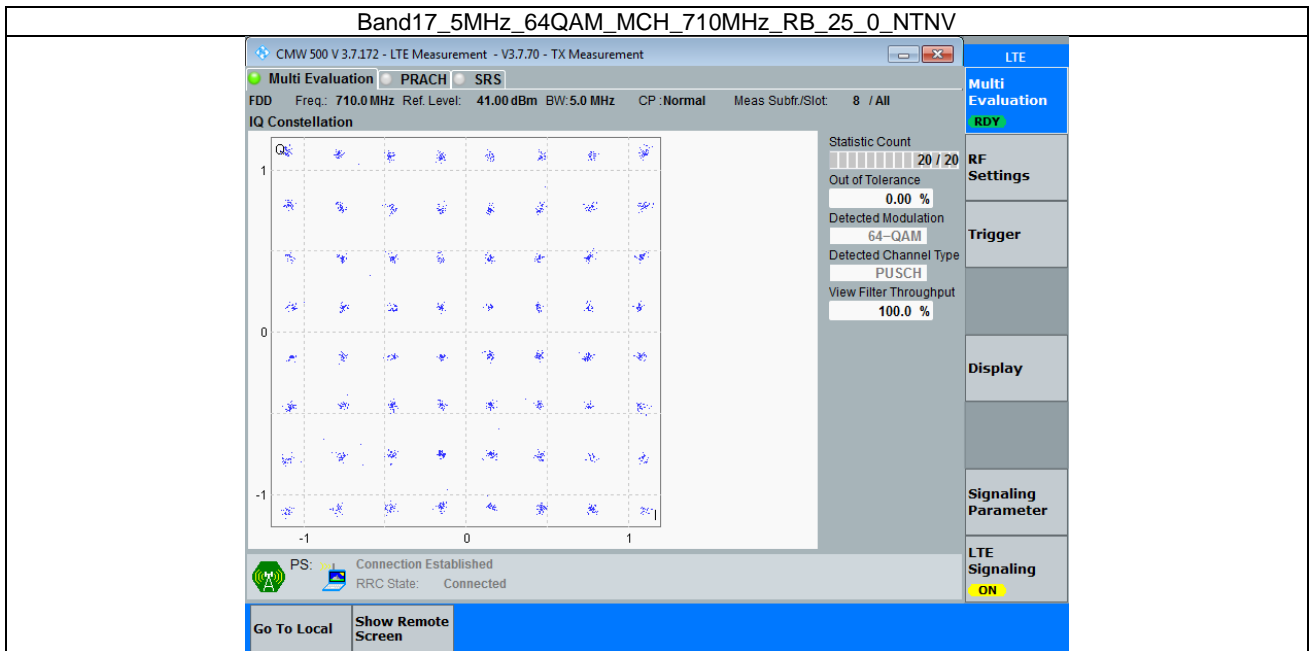 Band17_5MHz_64QAM_MCH_710MHz_RB_25_0_NTNV
CMW 500 V 3.7.172 - LTE Measurement - V3.7.70 - TX Measurement
LTE
Multi Evaluation PRACH SRS
FDD Freq.: 710.0 MHz Ref. Level: 41.00 dBm BW: 5.0 MHz CP : Normal Meas Subfr./Slot: 8 / All
IQ Constellation
Q
1
0
-1
-1 0 1
I
Statistic Count
20 / 20
Out of Tolerance
0.00 %
Detected Modulation
64-QAM
Detected Channel Type
PUSCH
View Filter Throughput
100.0 %
Multi
Evaluation
RDY
RF
Settings
Trigger
Display
Signaling
Parameter
LTE
Signaling
ON
PS: Connection Established
RRC State: Connected
Go To Local
Show Remote
Screen